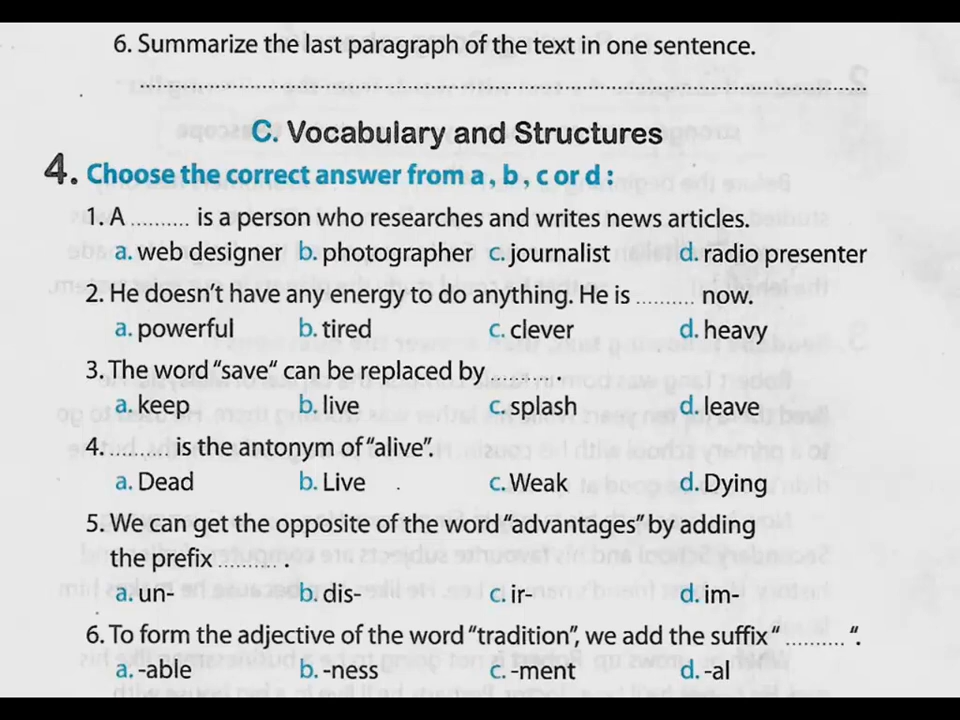 6. Summarize the last paragraph of the text in one sentence.
C. Vocabulary and Structures
4. Choose the correct answer from a , b , c or d :
1. A ......... is a person who researches and writes news articles.
a. web designer b. photographer c. journalist d. radio presenter
2. He doesn't have any energy to do anything. He is ......... now.
a. powerful b. tired c. clever d. heavy
3. The word "save" can be replaced by ......... .
a. keep b. live c. splash d. leave
4. ......... is the antonym of "alive".
a. Dead b. Live c. Weak d. Dying
5. We can get the opposite of the word "advantages" by adding
the prefix ......... .
a. un- b. dis- c. ir- d. im-
6. To form the adjective of the word "tradition", we add the suffix " ......... ".
a. -able b. -ness c. -ment d. -al